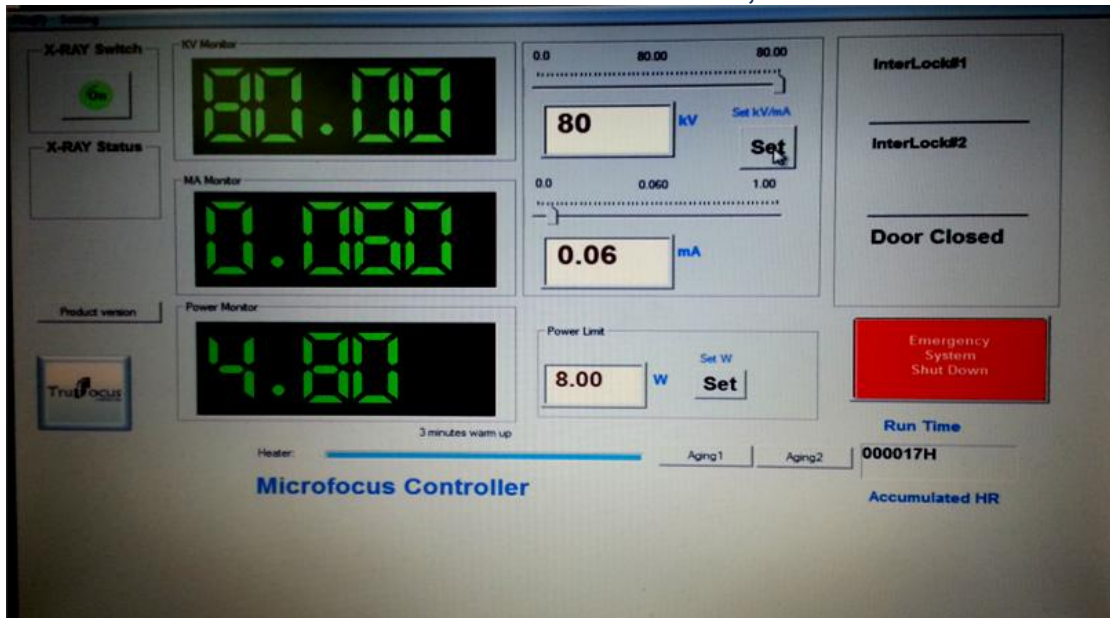 X-RAY Switch
On
X-RAY Status
KV Monitor
80.00
MA Monitor
0.060
Power Monitor
4.80
0.0 80.00 80.00
80 kV
Set kV/mA
Set
0.0 0.060 1.00
0.06 mA
Power Limit
8.00 W
Set W
Set
InterLock#1
InterLock#2
Door Closed
Product version
TruFocus
Emergency
System
Shut Down
3 minutes warm up
Heater:
Aging1 Aging2
Run Time
000017H
Accumulated HR
Microfocus Controller